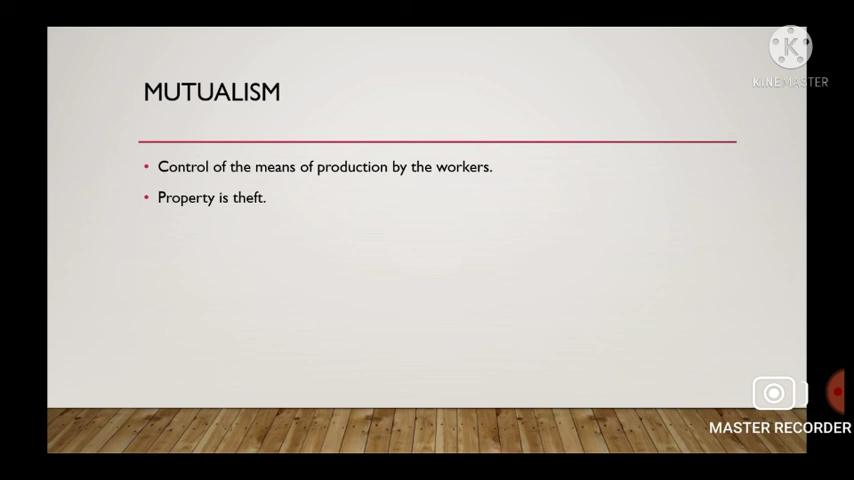 MUTUALISM
K
KINEMASTER
• Control of the means of production by the workers.
• Property is theft.
MASTER RECORDER